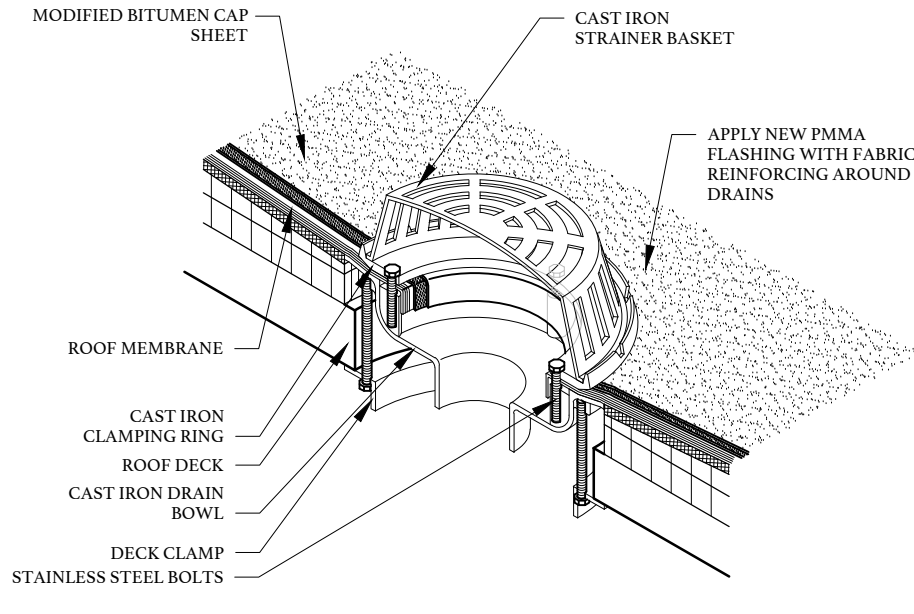 MODIFIED BITUMEN CAP
SHEET
CAST IRON
STRAINER BASKET
APPLY NEW PMMA
FLASHING WITH FABRIC
REINFORCING AROUND
DRAINS
ROOF MEMBRANE
CAST IRON
CLAMPING RING
ROOF DECK
CAST IRON DRAIN
BOWL
DECK CLAMP
STAINLESS STEEL BOLTS